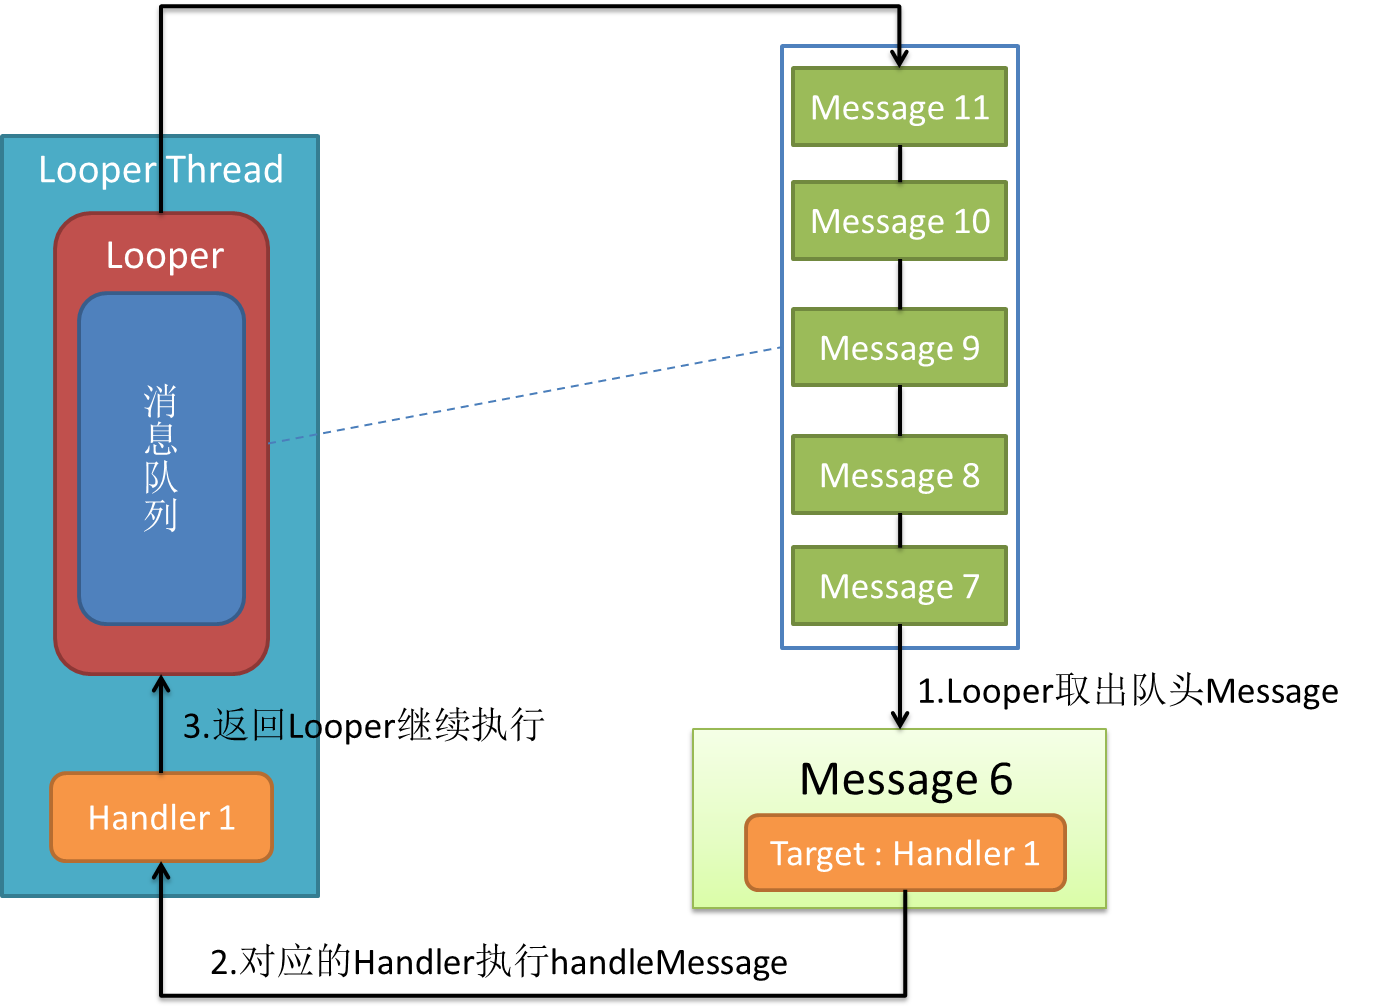 Looper Thread
Looper
消息队列
3.返回Looper继续执行
Handler 1
Message 11
Message 10
Message 9
Message 8
Message 7
1.Looper取出队头Message
Message 6
Target : Handler 1
2.对应的Handler执行handleMessage